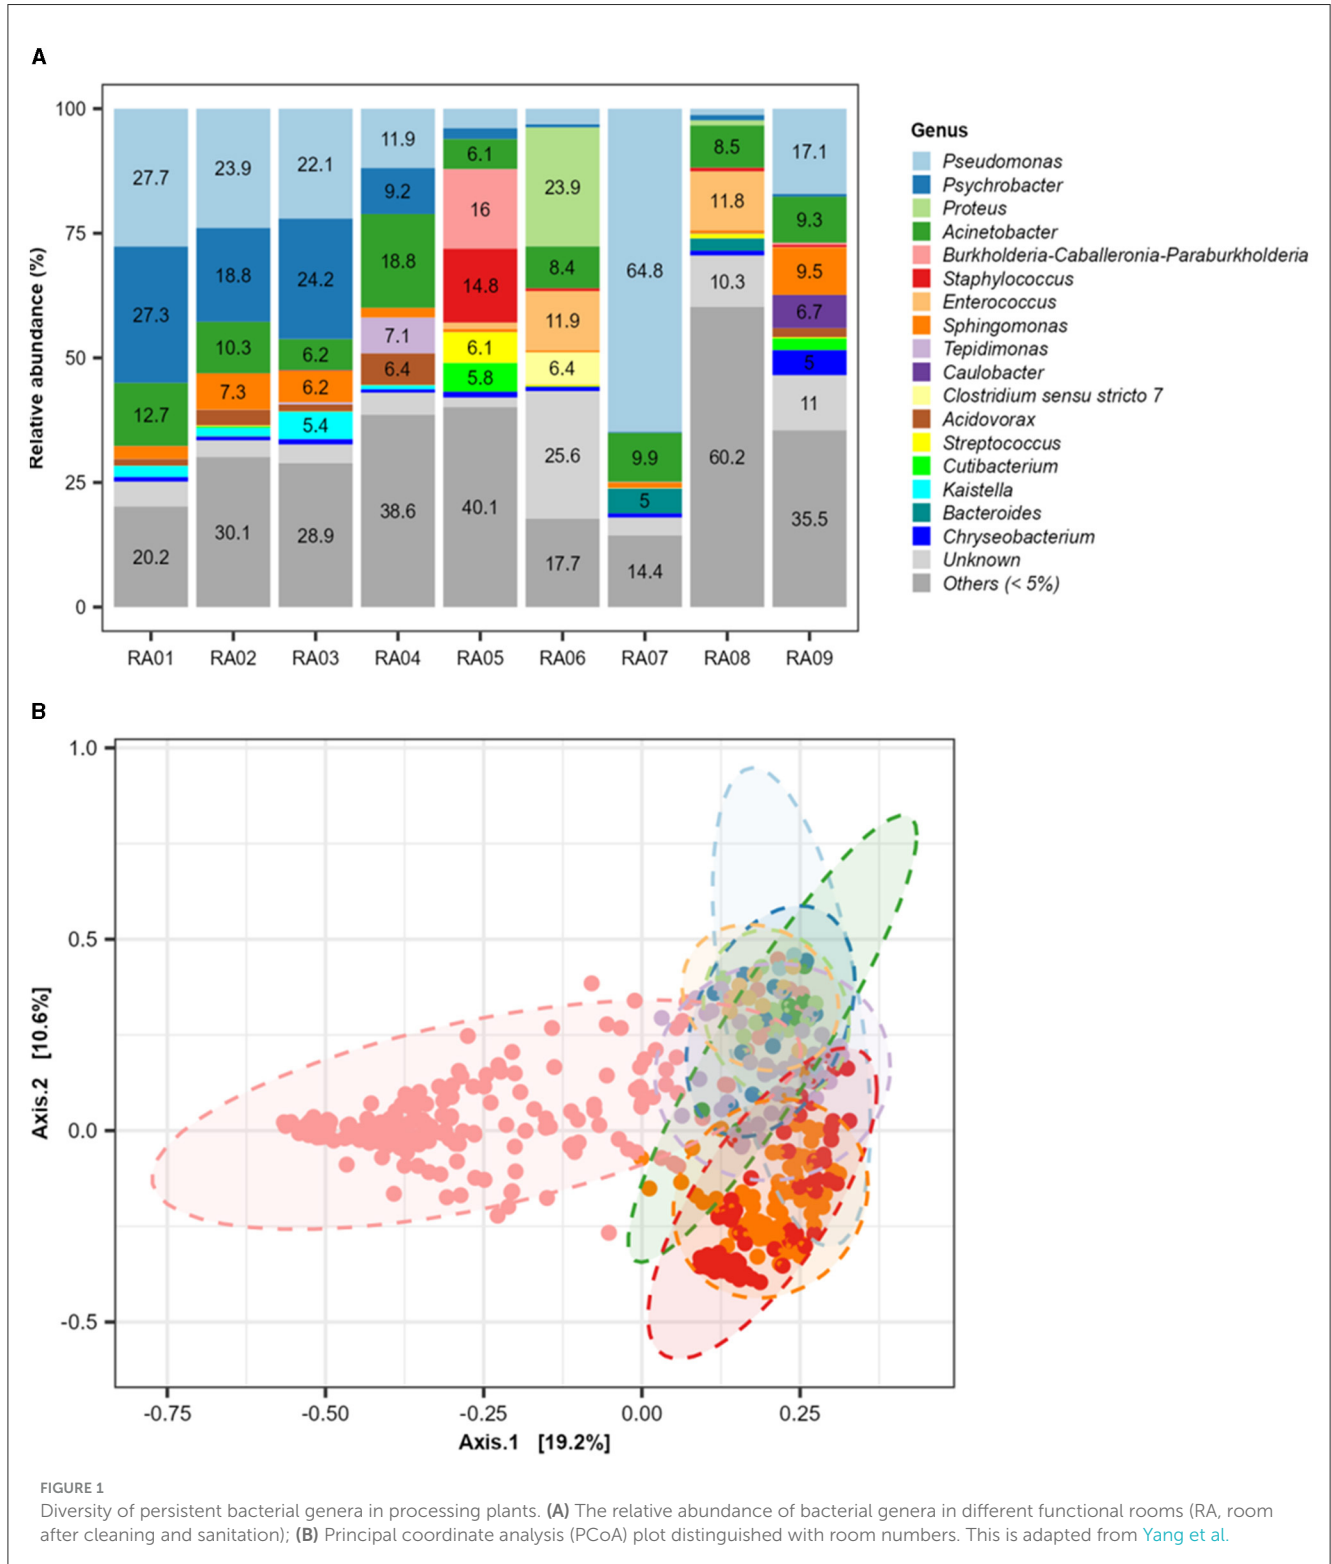 A
Relative abundance (%)
100
75
50
25
0
27.7
27.3
12.7
20.2
23.9
18.8
10.3
7.3
30.1
22.1
24.2
6.2
6.2
5.4
28.9
11.9
9.2
18.8
7.1
6.4
38.6
6.1
16
14.8
6.1
5.8
40.1
23.9
8.4
11.9
6.4
25.6
17.7
64.8
9.9
5
14.4
8.5
11.8
10.3
60.2
17.1
9.3
9.5
6.7
5
11
35.5
RA01 RA02 RA03 RA04 RA05 RA06 RA07 RA08 RA09
Genus
Pseudomonas
Psychrobacter
Proteus
Acinetobacter
Burkholderia-Caballeronia-Paraburkholderia
Staphylococcus
Enterococcus
Sphingomonas
Tepidimonas
Caulobacter
Clostridium sensu stricto 7
Acidovorax
Streptococcus
Cutibacterium
Kaistella
Bacteroides
Chryseobacterium
Unknown
Others (< 5%)
B
Axis.2 [10.6%]
1.0
0.5
0.0
-0.5
-0.75 -0.50 -0.25 0.00 0.25
Axis.1 [19.2%]
FIGURE 1
Diversity of persistent bacterial genera in processing plants. (A) The relative abundance of bacterial genera in different functional rooms (RA, room
after cleaning and sanitation); (B) Principal coordinate analysis (PCoA) plot distinguished with room numbers. This is adapted from Yang et al.